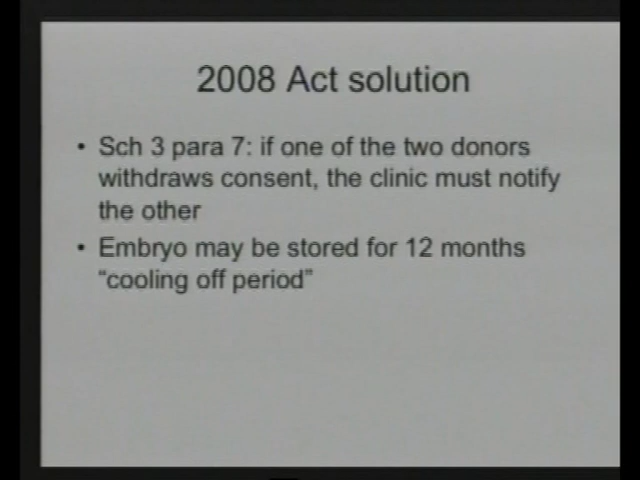 2008 Act solution
• Sch 3 para 7: if one of the two donors
withdraws consent, the clinic must notify
the other
• Embryo may be stored for 12 months
“cooling off period”